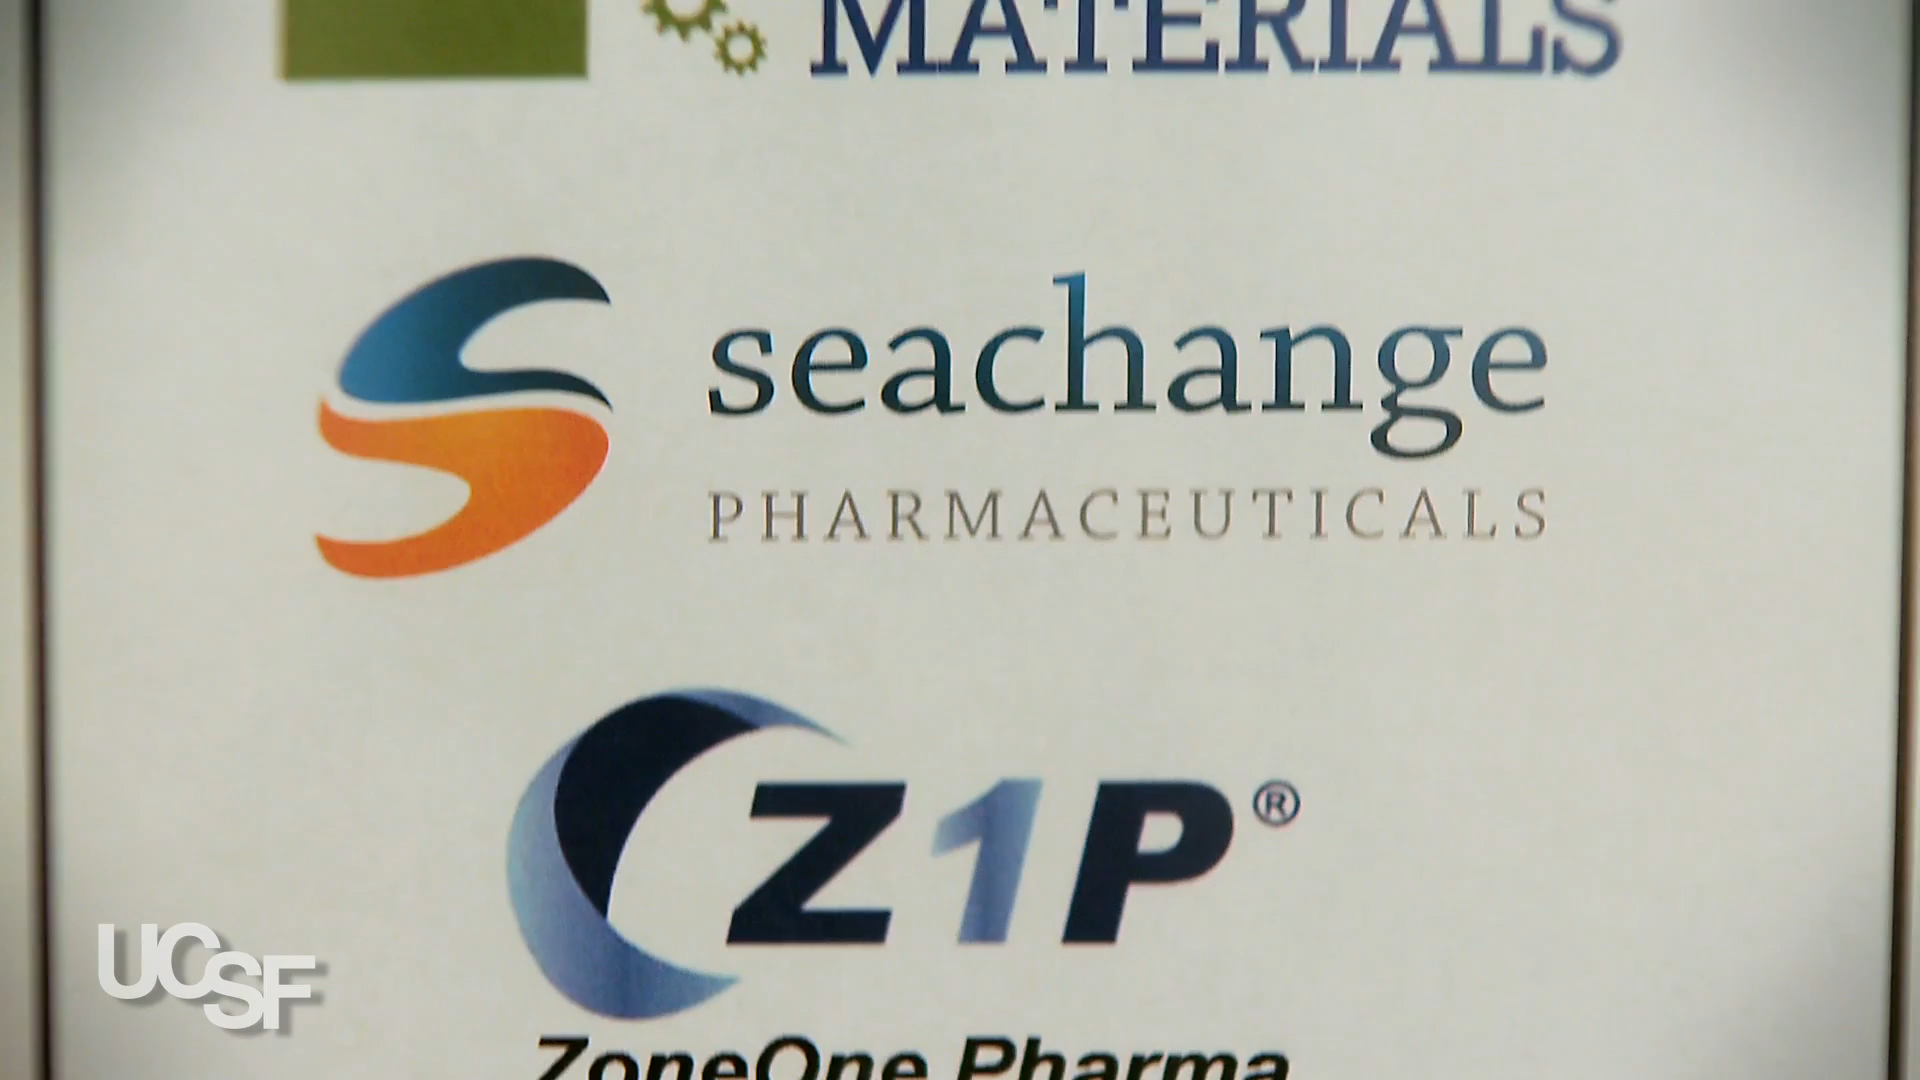 MATERIALS
seachange
PHARMACEUTICALS
Z1P®
ZoneOne Pharma
UCSF